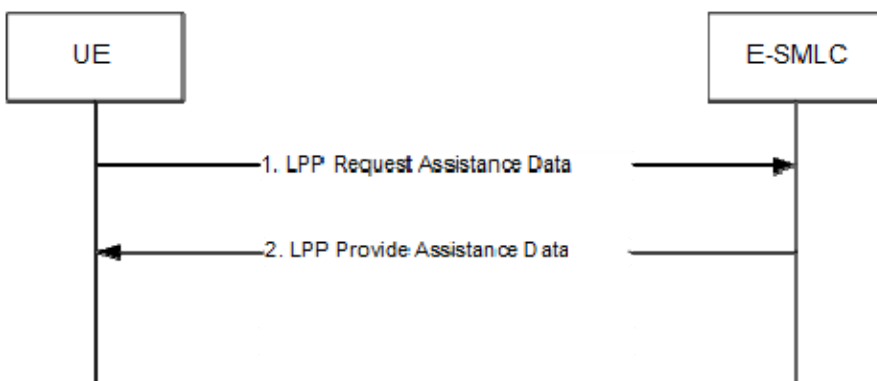 UE
E-SMLC
1. LPP Request Assistance Data
2. LPP Provide Assistance Data